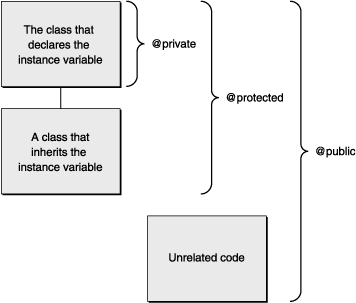 The class that
declares the
instance variable
@private
@protected
A class that
inherits the
instance variable
@public
Unrelated code